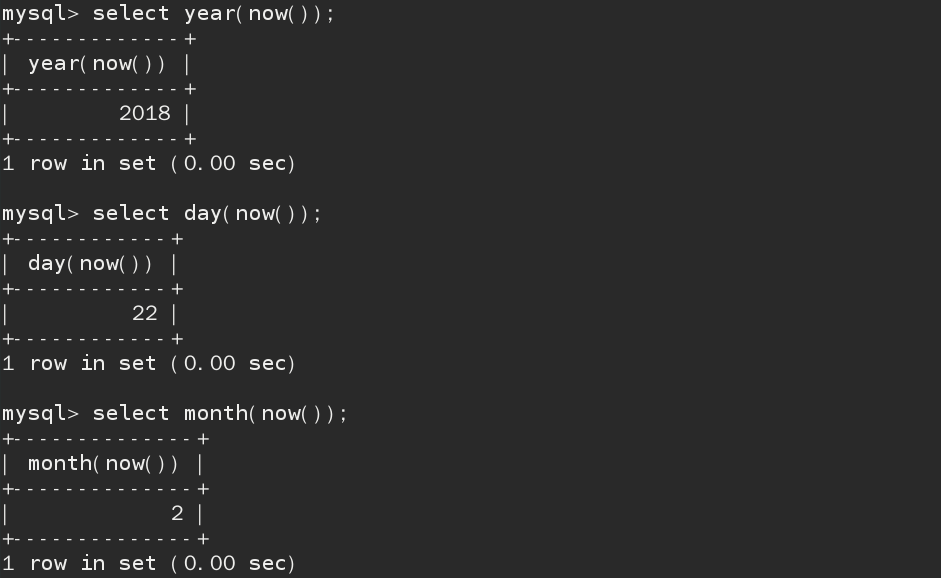 mysql> select year(now());
+-------------+
| year(now()) |
+-------------+
|        2018 |
+-------------+
1 row in set (0.00 sec)

mysql> select day(now());
+------------+
| day(now()) |
+------------+
|         22 |
+------------+
1 row in set (0.00 sec)

mysql> select month(now());
+--------------+
| month(now()) |
+--------------+
|            2 |
+--------------+
1 row in set (0.00 sec)